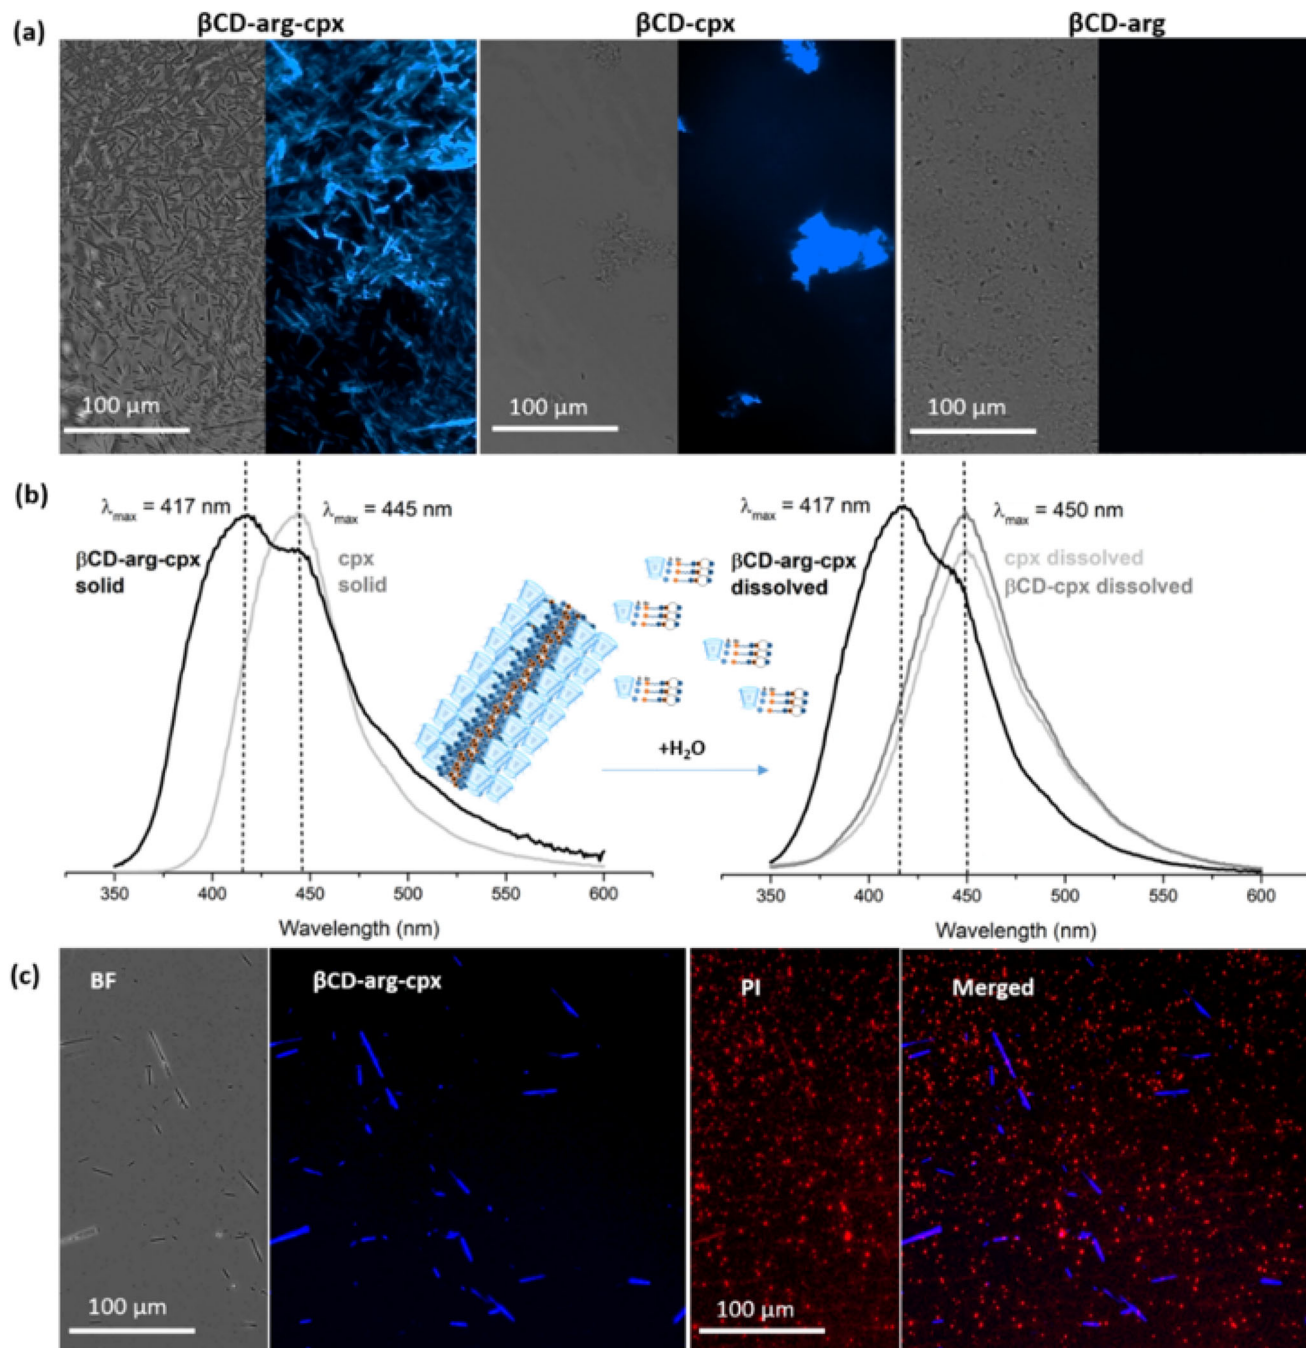 (a)
βCD-arg-cpx
βCD-cpx
βCD-arg
100 µm
100 µm
100 µm
(b)
λmax = 417 nm
λmax = 445 nm
βCD-arg-cpx
solid
cpx
solid
+H₂O
350
400
450
500
550
600
Wavelength (nm)
λmax = 417 nm
λmax = 450 nm
βCD-arg-cpx
dissolved
cpx dissolved
βCD-cpx dissolved
350
400
450
500
550
600
Wavelength (nm)
(c)
BF
βCD-arg-cpx
PI
Merged
100 µm
100 µm